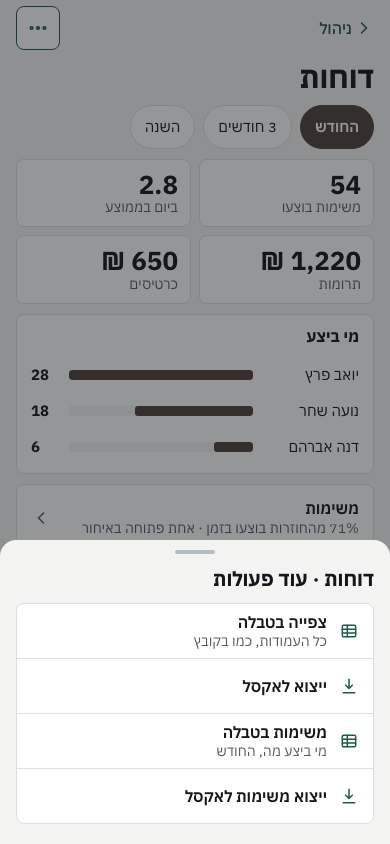 ניהול
דוחות
החודש
3 חודשים
השנה
54
משימות בוצעו
2.8
ביום בממוצע
1,220 ₪
תרומות
650 ₪
כרטיסים
מי ביצע
יואב פרץ 28
נועה שחר 18
דנה אברהם 6
משימות
71% מהחוזרות בוצעו בזמן · אחת פתוחה באיחור
דוחות · עוד פעולות
צפייה בטבלה
כל העמודות, כמו בקובץ
ייצוא לאקסל
משימות בטבלה
מי ביצע מה, החודש
ייצוא משימות לאקסל